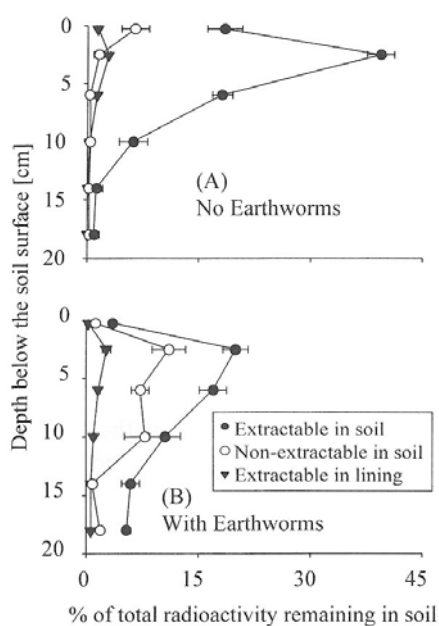 0
5
10
15
20
(A)
No Earthworms
Depth below the soil surface [cm]
0
5
10
15
20
Extractable in soil
Non-extractable in soil
Extractable in lining
(B)
With Earthworms
0 15 30 45
% of total radioactivity remaining in soil